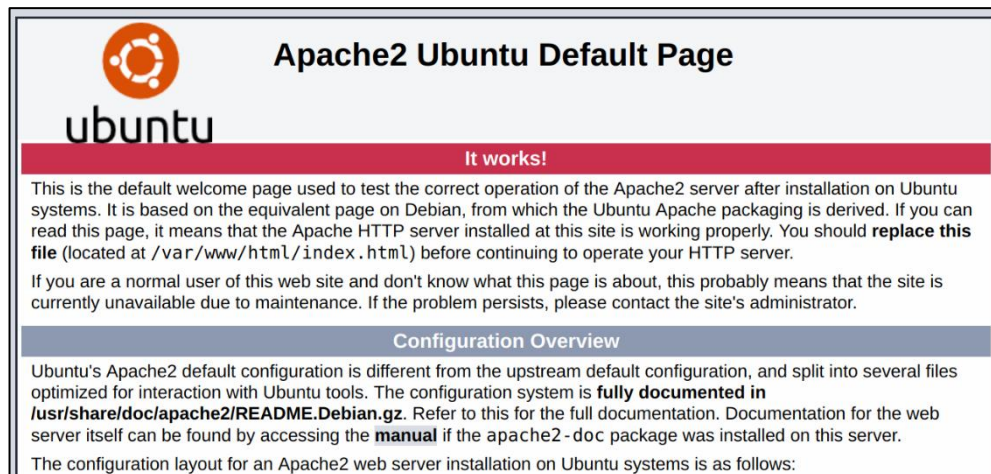 Apache2 Ubuntu Default Page
ubuntu
It works!
This is the default welcome page used to test the correct operation of the Apache2 server after installation on Ubuntu
systems. It is based on the equivalent page on Debian, from which the Ubuntu Apache packaging is derived. If you can
read this page, it means that the Apache HTTP server installed at this site is working properly. You should replace this
file (located at /var/www/html/index.html) before continuing to operate your HTTP server.
If you are a normal user of this web site and don't know what this page is about, this probably means that the site is
currently unavailable due to maintenance. If the problem persists, please contact the site's administrator.
Configuration Overview
Ubuntu's Apache2 default configuration is different from the upstream default configuration, and split into several files
optimized for interaction with Ubuntu tools. The configuration system is fully documented in
/usr/share/doc/apache2/README.Debian.gz. Refer to this for the full documentation. Documentation for the web
server itself can be found by accessing the manual if the apache2-doc package was installed on this server.
The configuration layout for an Apache2 web server installation on Ubuntu systems is as follows: